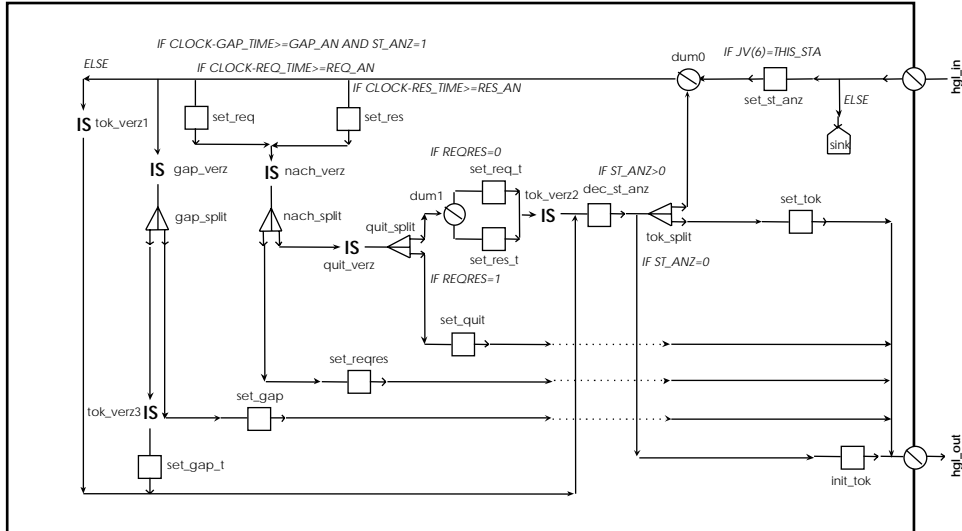 IF CLOCK-GAP_TIME>=GAP_AN AND ST_ANZ=1
dum0
IF JV(6)=THIS_STA
hgl_in
ELSE
IF CLOCK-REQ_TIME>=REQ_AN
IF CLOCK-RES_TIME>=RES_AN
set_st_anz
ELSE
IS tok_verz1
set_req
set_res
sink
IF REQRES=0
IS gap_verz
IS nach_verz
set_req_t
IF ST_ANZ>0
dum1
tok_verz2
dec_st_anz
set_tok
gap_split
nach_split
quit_split
IS
tok_split
IS
quit_verz
set_res_t
IF ST_ANZ=0
IF REQRES=1
set_quit
set_reqres
set_gap
tok_verz3 IS
set_gap_t
init_tok
hgl_out